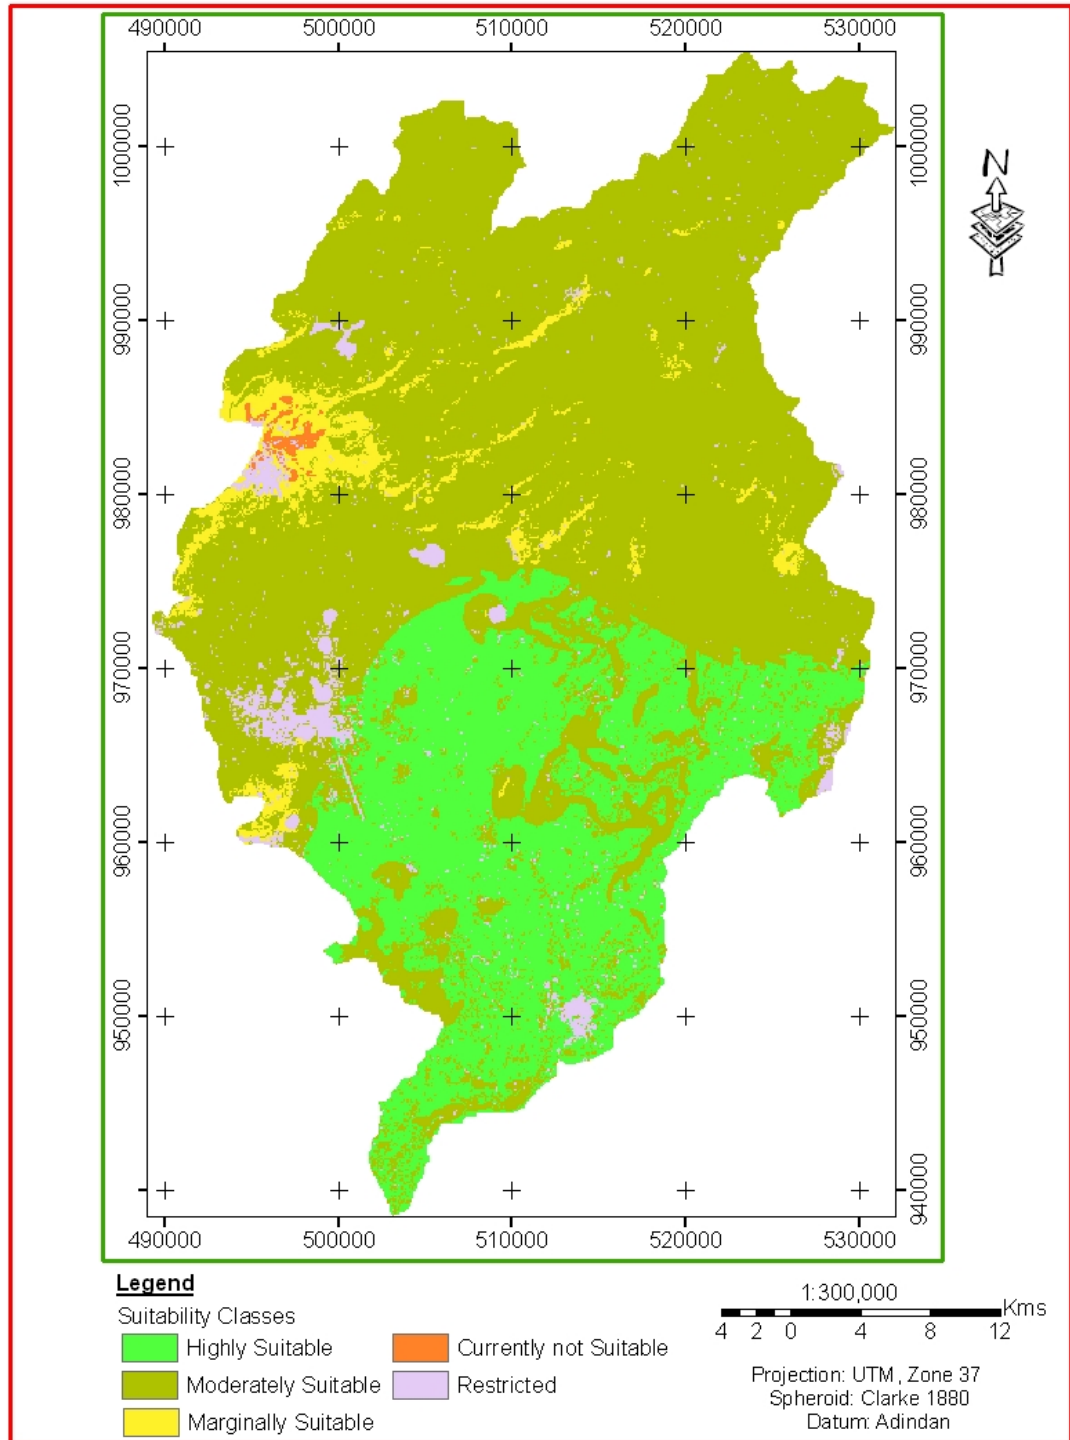 490000 500000 510000 520000 530000
N
1000000 1000000
990000 990000
980000 980000
970000 970000
960000 960000
950000 950000
940000
490000 500000 510000 520000 530000
Legend
Suitability Classes
Highly Suitable
Moderately Suitable
Marginally Suitable
Currently not Suitable
Restricted
1:300,000
Kms
4 2 0 4 8 12
Projection: UTM, Zone 37
Spheroid: Clarke 1880
Datum: Adindan